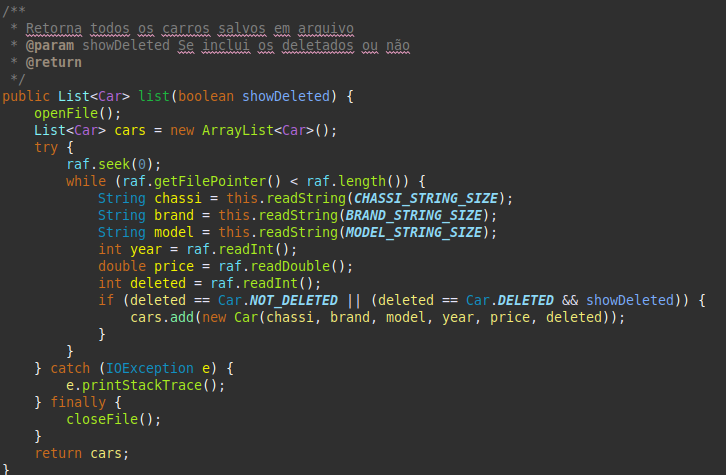 /**
 * Retorna todos os carros salvos em arquivo
 * @param showDeleted Se inclui os deletados ou não
 * @return
 */
public List<Car> list(boolean showDeleted) {
    openFile();
    List<Car> cars = new ArrayList<Car>();
    try {
        raf.seek(0);
        while (raf.getFilePointer() < raf.length()) {
            String chassi = this.readString(CHASSI_STRING_SIZE);
            String brand = this.readString(BRAND_STRING_SIZE);
            String model = this.readString(MODEL_STRING_SIZE);
            int year = raf.readInt();
            double price = raf.readDouble();
            int deleted = raf.readInt();
            if (deleted == Car.NOT_DELETED || (deleted == Car.DELETED && showDeleted)) {
                cars.add(new Car(chassi, brand, model, year, price, deleted));
            }
        }
    } catch (IOException e) {
        e.printStackTrace();
    } finally {
        closeFile();
    }
    return cars;
}